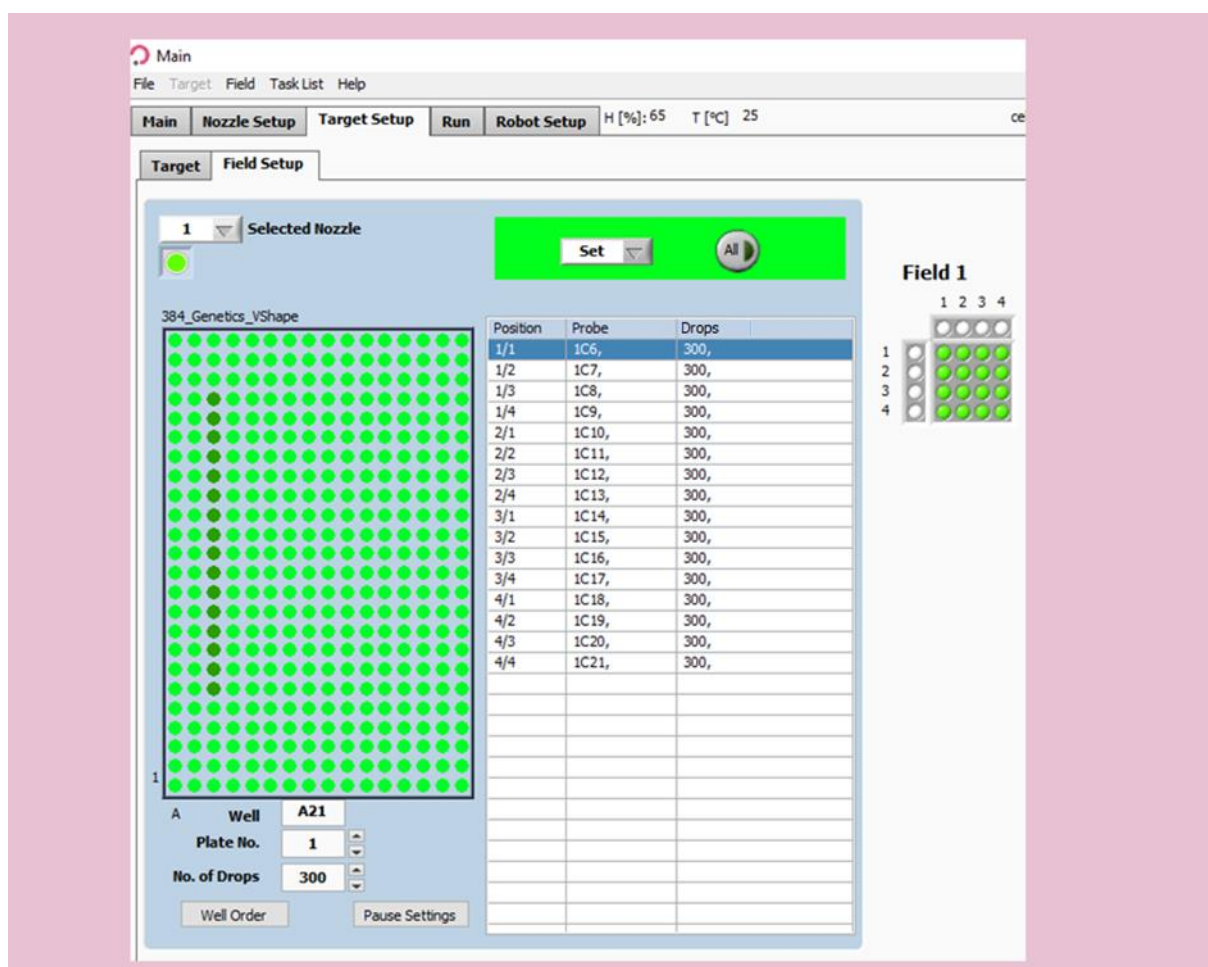 Main
File Target Field Task List Help
Main Nozzle Setup Target Setup Run Robot Setup H [%]: 65 T [ºC] 25 ce
Target Field Setup
1 Selected Nozzle
Set All
Field 1
1 2 3 4
384_Genetics_VShape
Position Probe Drops
1/1 1C6, 300,
1 
1/2 1C7, 300,
2
1/3 1C8, 300,
3
1/4 1C9, 300,
4
2/1 1C10, 300,
2/2 1C11, 300,
2/3 1C12, 300,
2/4 1C13, 300,
3/1 1C14, 300,
3/2 1C15, 300,
3/3 1C16, 300,
3/4 1C17, 300,
4/1 1C18, 300,
4/2 1C19, 300,
4/3 1C20, 300,
4/4 1C21, 300,
1
A Well A21
Plate No. 1
No. of Drops 300
Well Order Pause Settings